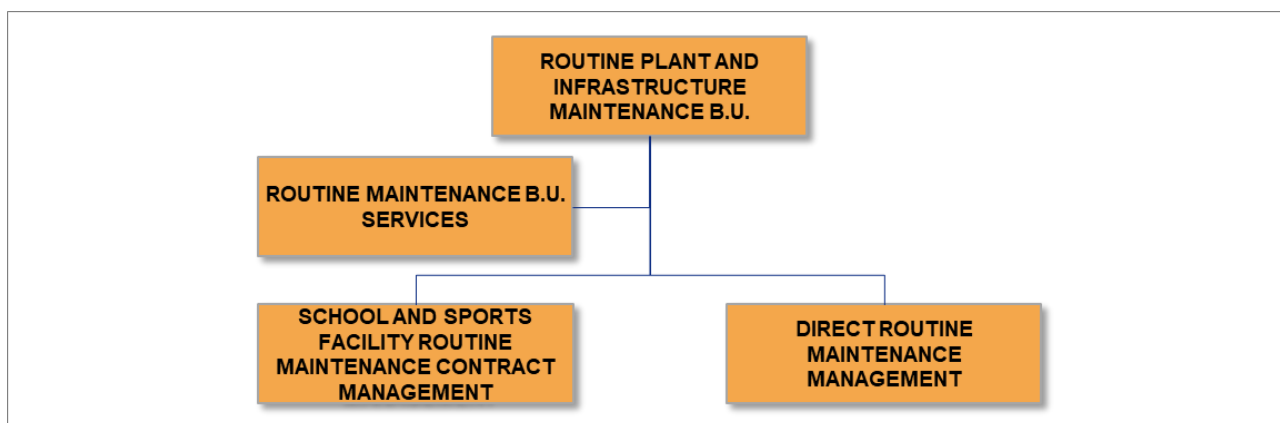 ROUTINE PLANT AND
INFRASTRUCTURE
MAINTENANCE B.U.
ROUTINE MAINTENANCE B.U.
SERVICES
SCHOOL AND SPORTS
FACILITY ROUTINE
MAINTENANCE CONTRACT
MANAGEMENT
DIRECT ROUTINE
MAINTENANCE
MANAGEMENT